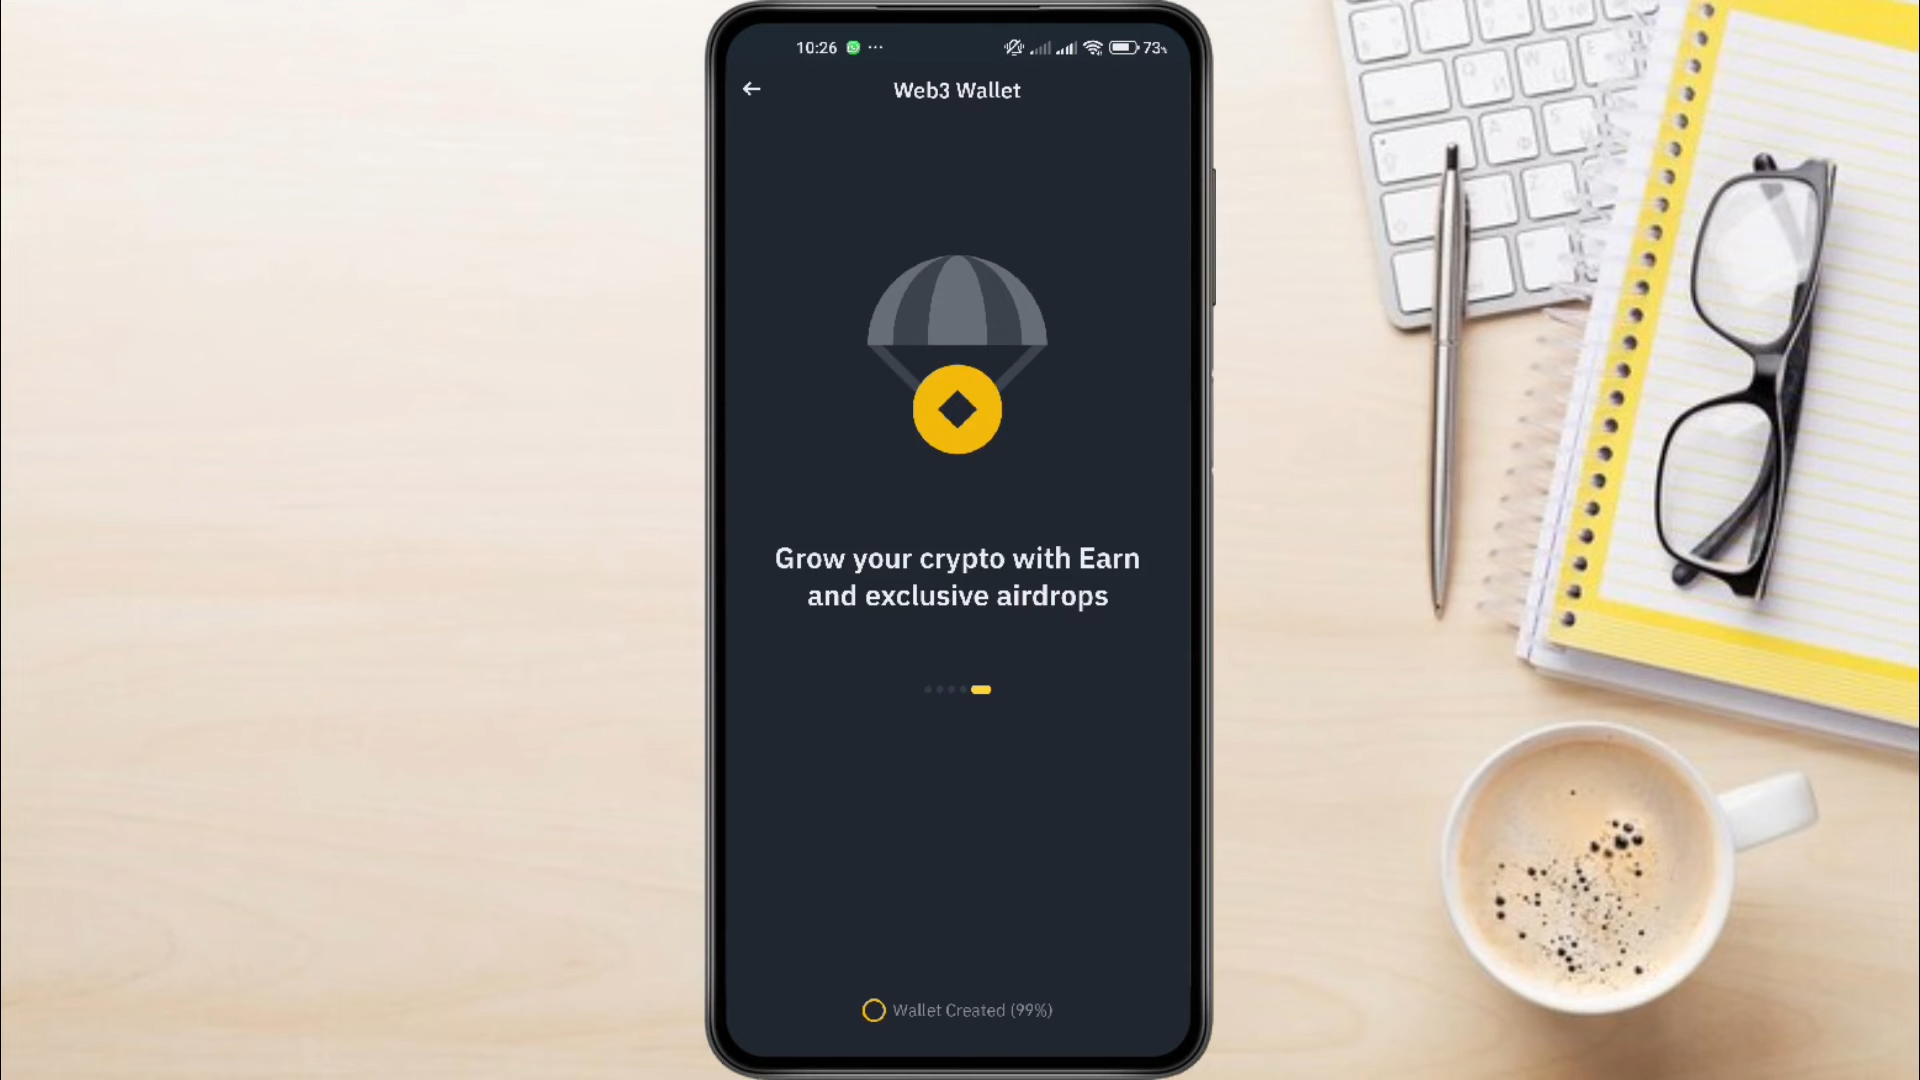 10:26
73%
Web3 Wallet
Grow your crypto with Earn
and exclusive airdrops
Wallet Created (99%)